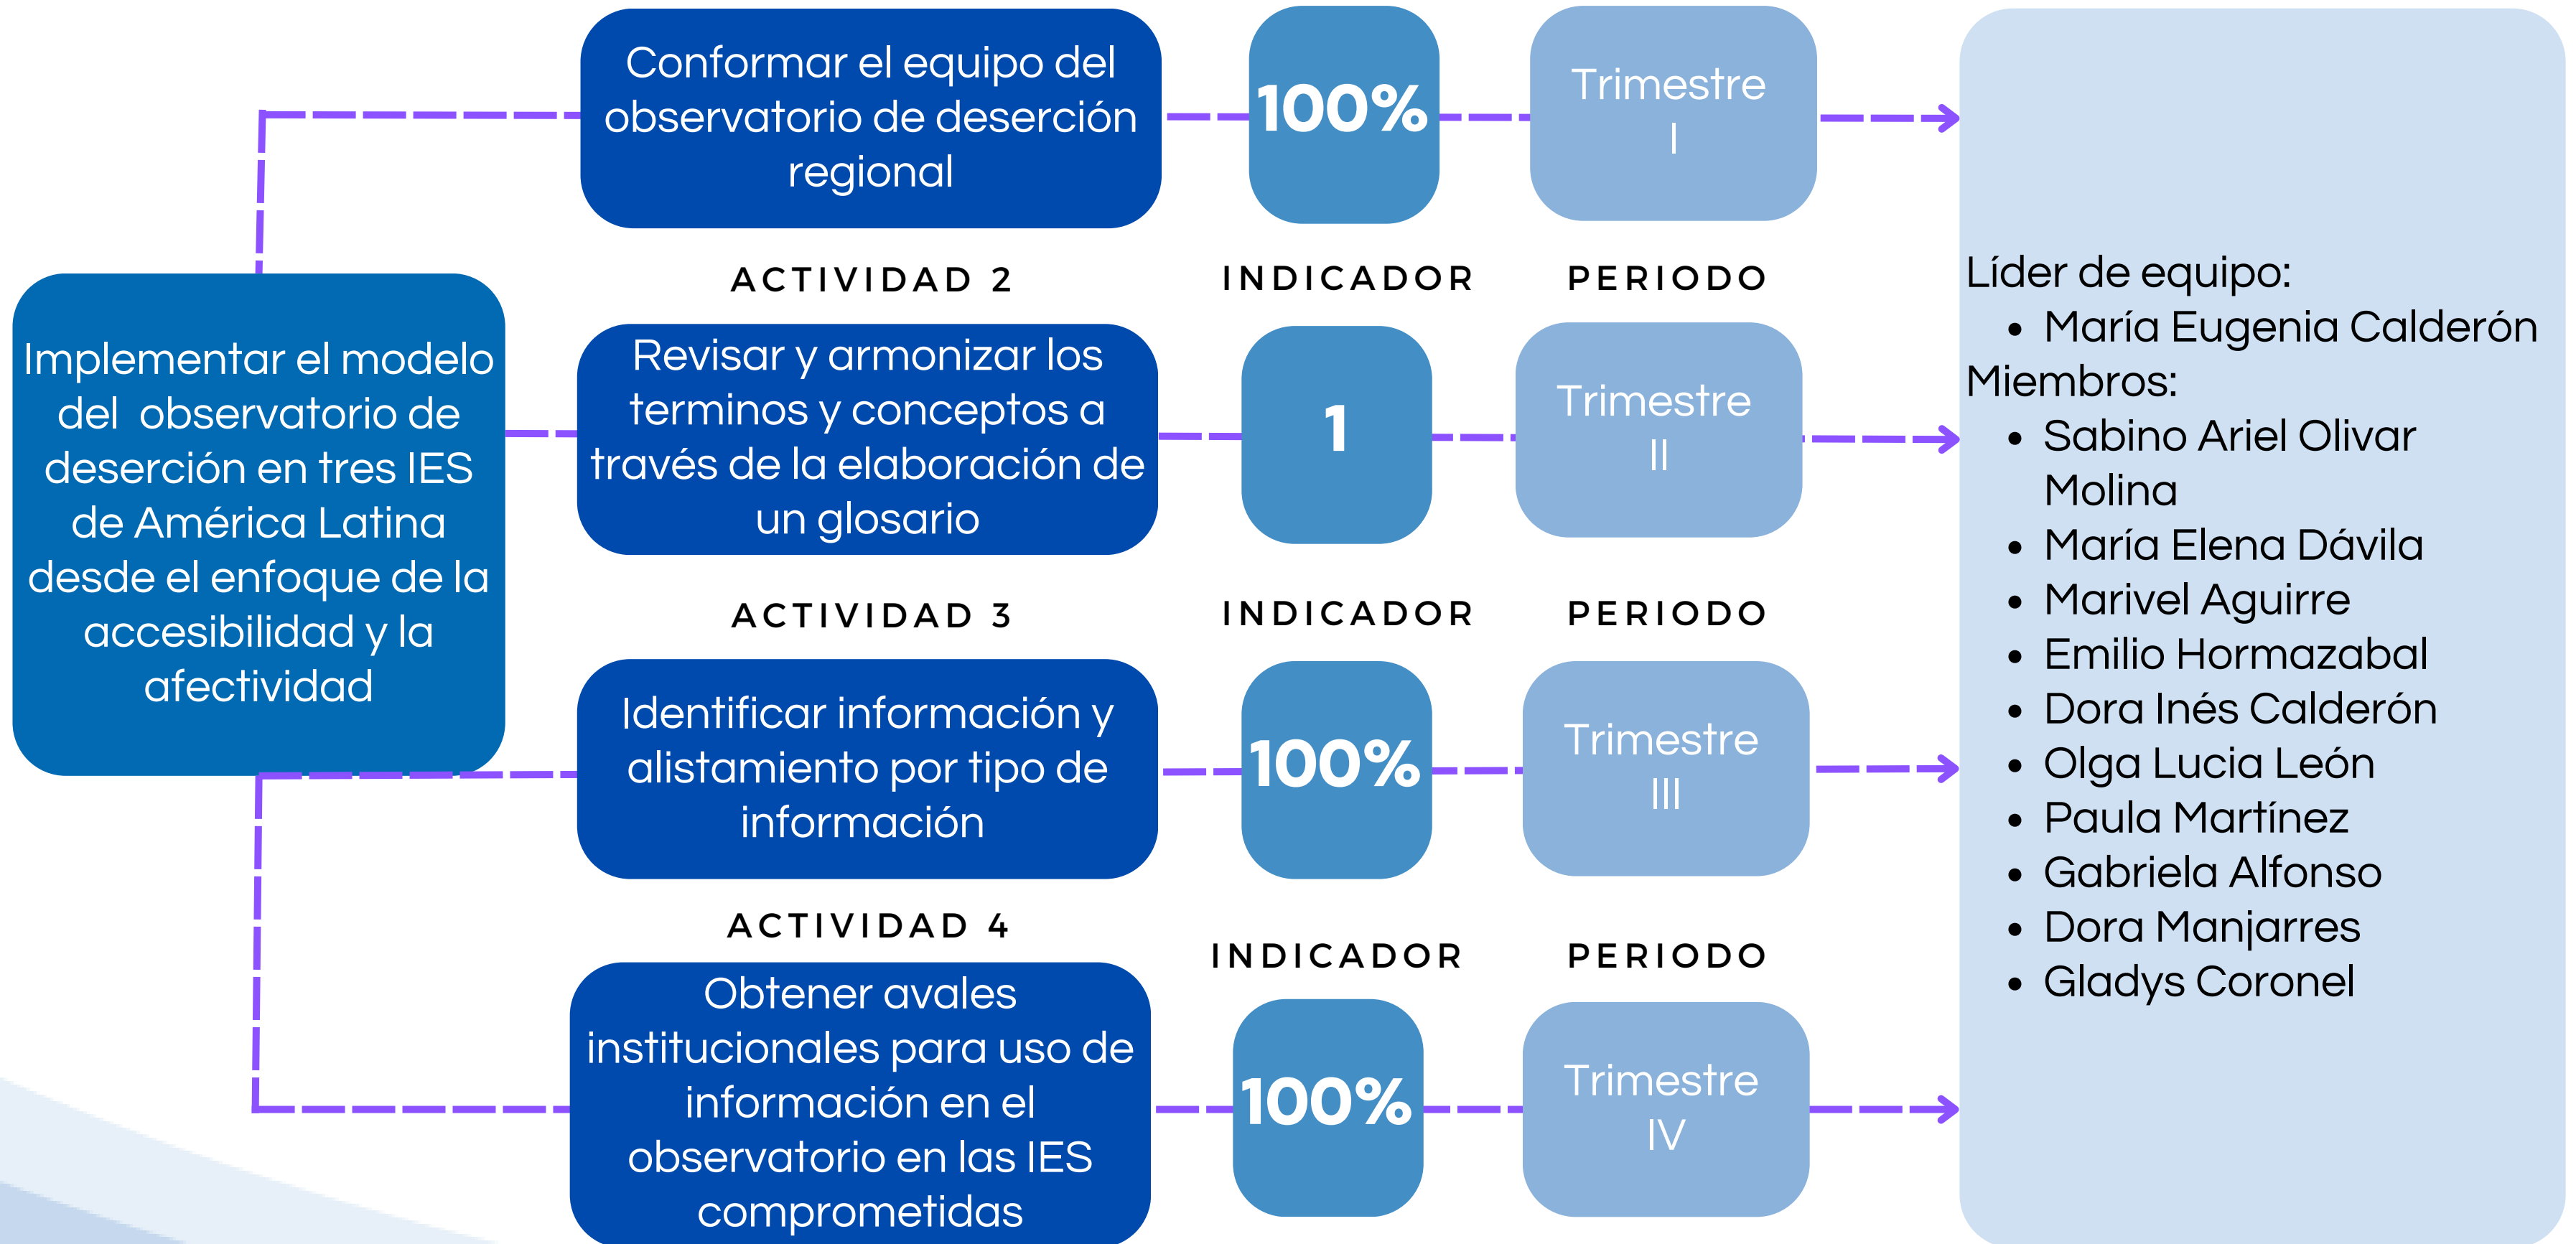 Implementar el modelo
del observatorio de
deserción en tres IES
de América Latina
desde el enfoque de la
accesibilidad y la
afectividad
Conformar el equipo del
observatorio de deserción
regional
100%
Trimestre
I
ACTIVIDAD 2
INDICADOR
PERIODO
Revisar y armonizar los
terminos y conceptos a
través de la elaboración de
un glosario
1
Trimestre
II
ACTIVIDAD 3
INDICADOR
PERIODO
Identificar información y
alistamiento por tipo de
información
100%
Trimestre
III
ACTIVIDAD 4
INDICADOR
PERIODO
Obtener avales
institucionales para uso de
información en el
observatorio en las IES
comprometidas
100%
Trimestre
IV
Líder de equipo:
• María Eugenia Calderón
Miembros:
• Sabino Ariel Olivar
Molina
• María Elena Dávila
• Marivel Aguirre
• Emilio Hormazabal
• Dora Inés Calderón
• Olga Lucia León
• Paula Martínez
• Gabriela Alfonso
• Dora Manjarres
• Gladys Coronel